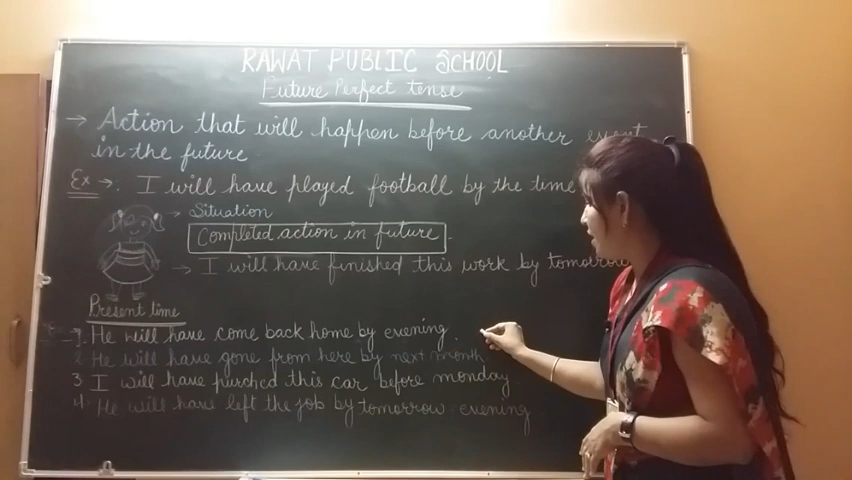 RAWAT PUBLIC SCHOOL
Future Perfect tense
→ Action that will happen before another event
in the future
Ex →: I will have played football by the time
→ Situation
Completed action in future
→ I will have finished this work by tomorrow
Present time
1. He will have come back home by evening
2. He will have gone from here by next month
3. I will have purched this car before monday
4. He will have left the job by tomorrow evening